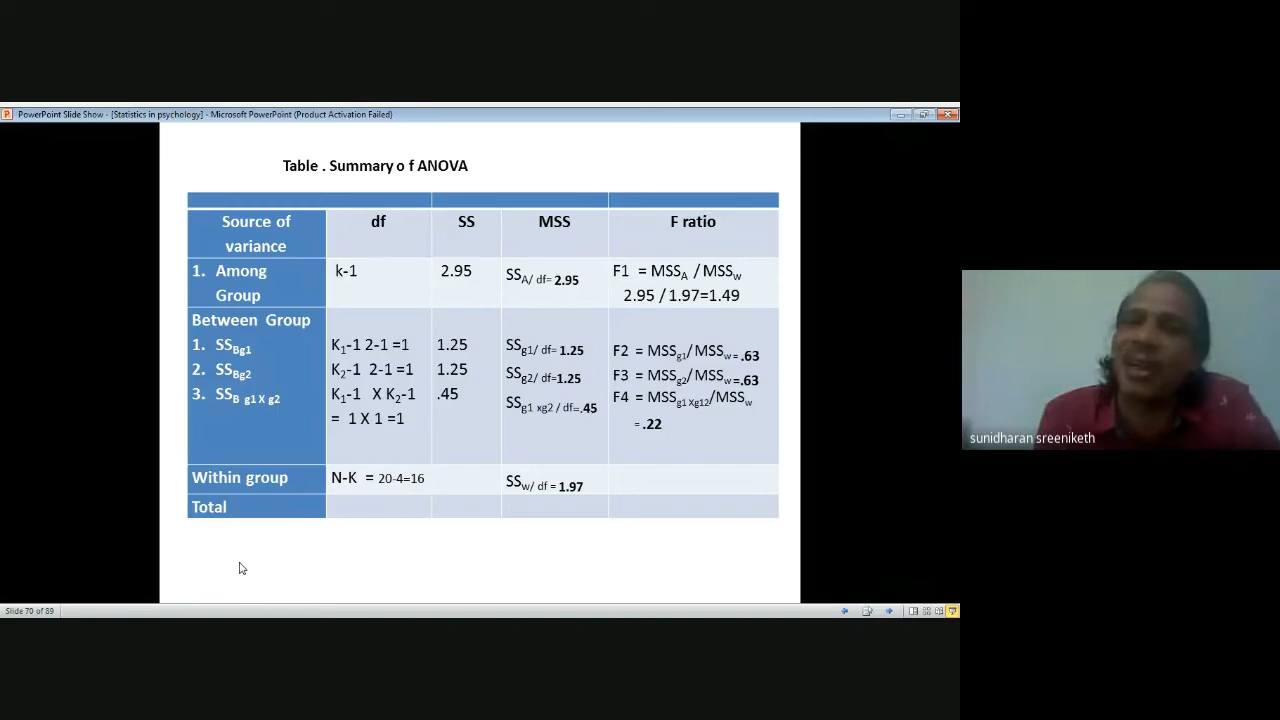 PowerPoint Slide Show - [Statistics in psychology] - Microsoft PowerPoint (Product Activation Failed)
Table . Summary o f ANOVA
Source of variance df SS MSS F ratio
1. Among Group k-1 2.95 SSA/ df= 2.95 F1 = MSSA / MSSw
2.95 / 1.97=1.49
Between Group
1. SSBg1 K1-1 2-1 =1 1.25 SSg1/ df= 1.25 F2 = MSSg1/MSSw = .63
2. SSBg2 K2-1 2-1 =1 1.25 SSg2/ df=1.25 F3 = MSSg2/MSSw =.63
3. SSB g1 X g2 K1-1 X K2-1 .45 SSg1 xg2 / df=.45 F4 = MSSg1 Xg12/MSSw
= 1 X 1 =1 = .22
Within group N-K = 20-4=16 SSw/ df = 1.97
Total
sunidharan sreeniketh
Slide 70 of 89